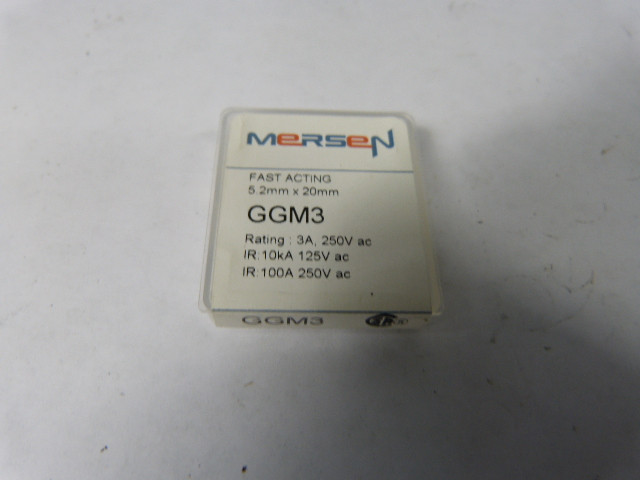 MERSEN
FAST ACTING
5.2mm x 20mm
GGM3
Rating : 3A, 250V ac
IR:10kA 125V ac
IR:100A 250V ac
GGM3